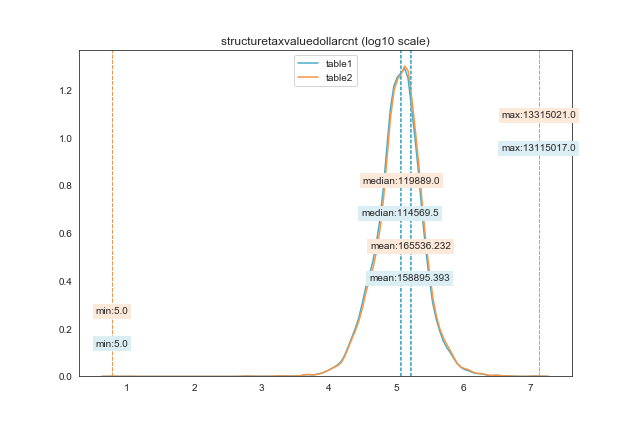 structuretaxvaluedollarcnt (log10 scale)
table1
table2
1.2
1.0
0.8
0.6
0.4
0.2
0.0
max:13315021.0
max:13115017.0
median:119889.0
median:114569.5
mean:165536.232
mean:158895.393
min:5.0
min:5.0
1 2 3 4 5 6 7